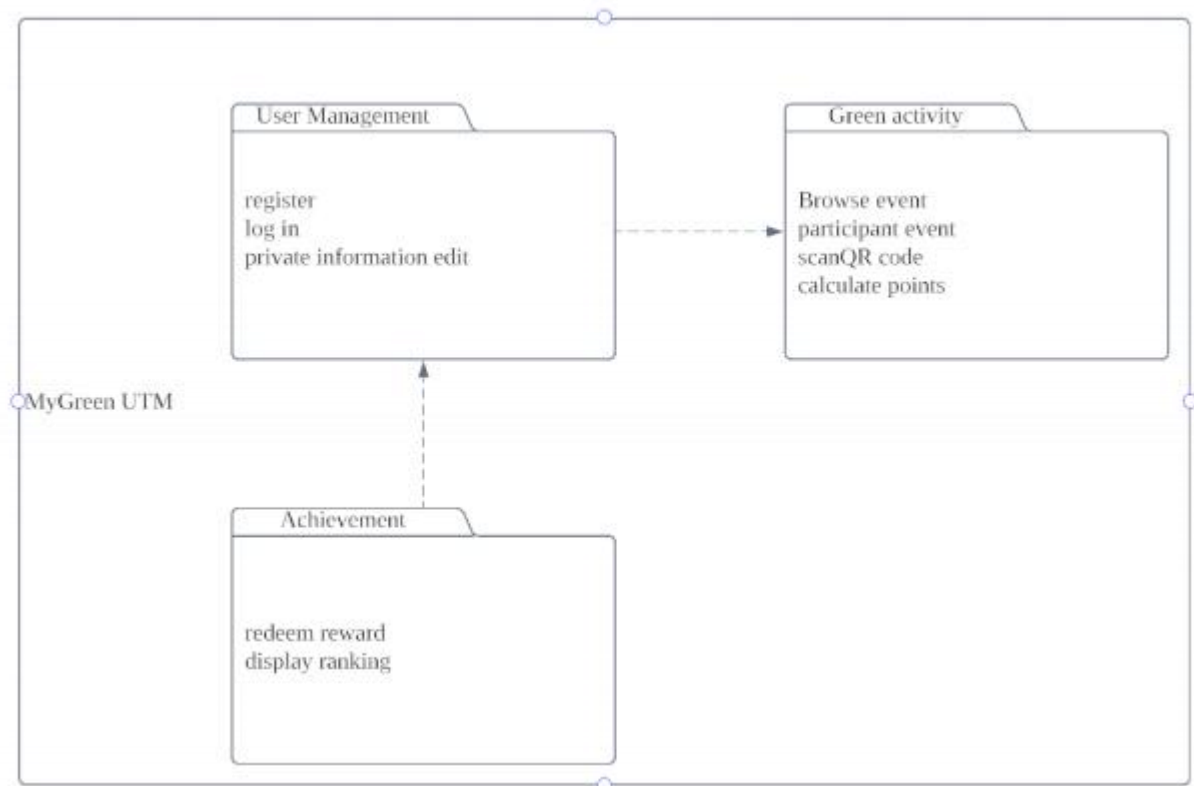 User Management
register
log in
private information edit
Green activity
Browse event
participant event
scanQR code
calculate points
MyGreen UTM
Achievement
redeem reward
display ranking